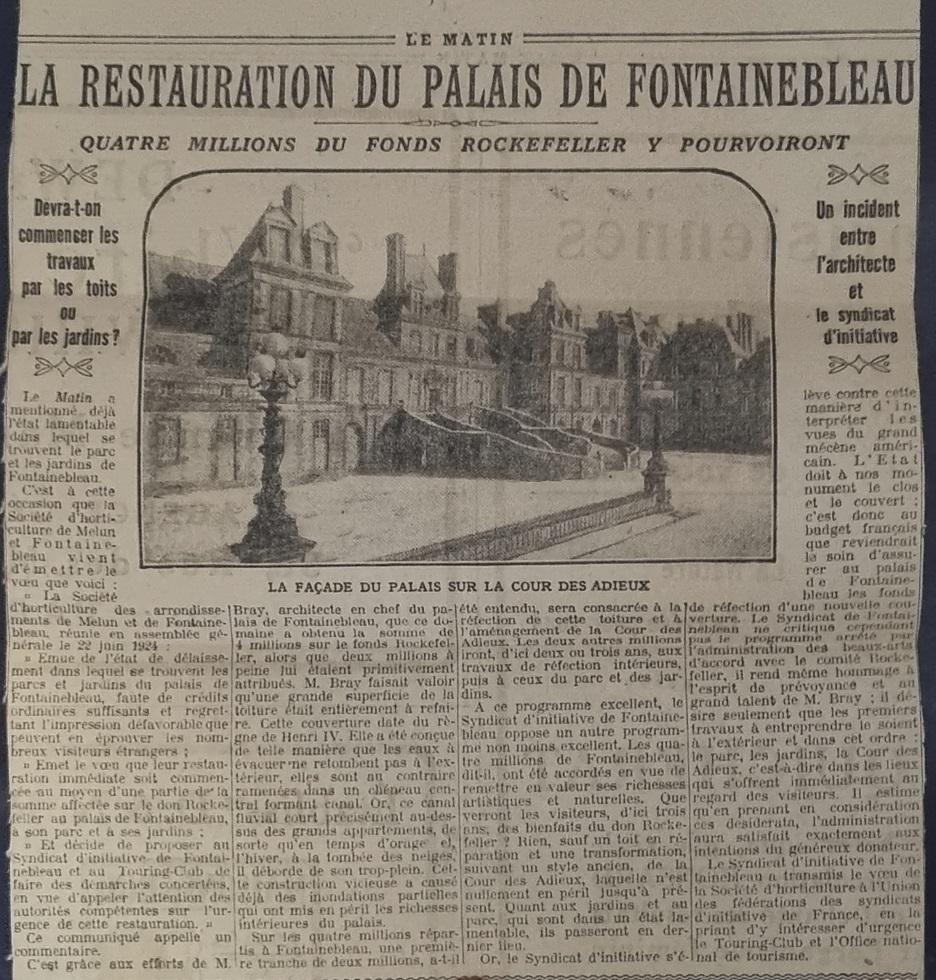 LE MATIN
LA RESTAURATION DU PALAIS DE FONTAINEBLEAU
QUATRE MILLIONS DU FONDS ROCKEFELLER Y POURVOIRONT
Devra-t-on
commencer les
travaux
par les toits
ou
par les jardins ?
Un incident
entre
l'architecte
et
le syndicat
d'initiative
LA FAÇADE DU PALAIS SUR LA COUR DES ADIEUX
Le Matin a
mentionné déjà
l'état lamentable
dans lequel se
trouvent le parc
et les jardins de
Fontainebleau.
C'est à cette
occasion que la
Société d'horti-
culture de Melun
et Fontaine-
bleau vient
d'émettre le
vœu que voici :
« La Société
d'horticulture des arrondisse-
ments de Melun et de Fontaine-
bleau, réunie en assemblée gé-
nérale le 22 juin 1924 :
» Emue de l'état de délaisse-
ment dans lequel se trouvent les
parcs et jardins du palais de
Fontainebleau, faute de crédits
ordinaires suffisants et regret-
tant l'impression défavorable que
peuvent en éprouver les nom-
breux visiteurs étrangers ;
» Emet le vœu que leur restau-
ration immédiate soit commen-
cée au moyen d'une partie de la
somme affectée sur le don Rocke-
feller au palais de Fontainebleau,
à son parc et à ses jardins ;
» Et décide de proposer au
Syndicat d'initiative de Fontai-
nebleau et au Touring-Club de
faire des démarches concertées,
en vue d'appeler l'attention des
autorités compétentes sur l'ur-
gence de cette restauration. »
Ce communiqué appelle un
commentaire.
C'est grâce aux efforts de M.
Bray, architecte en chef du pa-
lais de Fontainebleau, que ce do-
maine a obtenu la somme de
4 millions sur le fonds Rockefel-
ler, alors que deux millions à
peine lui étaient primitivement
attribués. M. Bray faisait valoir
qu'une grande superficie de la
toiture était entièrement à refai-
re. Cette couverture date du rè-
gne de Henri IV. Elle a été conçue
de telle manière que les eaux à
évacuer ne retombent pas à l'ex-
térieur, elles sont au contraire
ramenées dans un chéneau cen-
tral formant canal. Or, ce canal
fluvial court précisément au-des-
sus des grands appartements, de
sorte qu'en temps d'orage et,
l'hiver, à la tombée des neiges,
il déborde de son trop-plein. Cet-
te construction vicieuse a causé
déjà des inondations partielles
qui ont mis en péril les richesses
intérieures du palais.
Sur les quatre millions répar-
tis à Fontainebleau, une premiè-
re tranche de deux millions, a-t-il
été entendu, sera consacrée à la
réfection de cette toiture et à
l'aménagement de la Cour des
Adieux. Les deux autres millions
iront, d'ici deux ou trois ans, aux
travaux de réfection intérieurs,
puis à ceux du parc et des jar-
dins.
A ce programme excellent, le
Syndicat d'initiative de Fontaine-
bleau oppose un autre program-
me non moins excellent. Les qua-
tre millions de Fontainebleau,
dit-il, ont été accordés en vue de
remettre en valeur ses richesses
artistiques et naturelles. Que
verront les visiteurs, d'ici trois
ans, des bienfaits du don Rocke-
feller ? Rien, sauf un toit en ré-
paration et une transformation,
suivant un style ancien, de la
Cour des Adieux, laquelle n'est
nullement en péril jusqu'à pré-
sent. Quant aux jardins et au
parc, qui sont dans un état la-
mentable, ils passeront en der-
nier lieu.
Or, le Syndicat d'initiative s'é-
lève contre cette
manière d'in-
terpréter les
vues du grand
mécène améri-
cain. L'Etat
doit à nos mo-
nument le clos
et le couvert ;
c'est donc au
budget français
que reviendrait
le soin d'assu-
rer au palais
de Fontaine-
bleau les fonds
de réfection d'une nouvelle cou-
verture. Le Syndicat de Fontai-
nebleau ne critique cependant
pas le programme arrêté par
l'administration des beaux-arts
d'accord avec le comité Rocke-
feller, il rend même hommage à
l'esprit de prévoyance et au
grand talent de M. Bray ; il dé-
sire seulement que les premiers
travaux à entreprendre le soient
à l'extérieur et dans cet ordre :
le parc, les jardins, la Cour des
Adieux, c'est-à-dire dans les lieux
qui s'offrent immédiatement au
regard des visiteurs. Il estime
qu'en prenant en considération
ces desiderata, l'administration
aura satisfait exactement aux
intentions du généreux donateur.
Le Syndicat d'initiative de Fon-
tainebleau a transmis le vœu de
la Société d'horticulture à l'Union
des fédérations des syndicats
d'initiative de France, en la
priant d'y intéresser d'urgence
le Touring-Club et l'Office natio-
nal de tourisme.